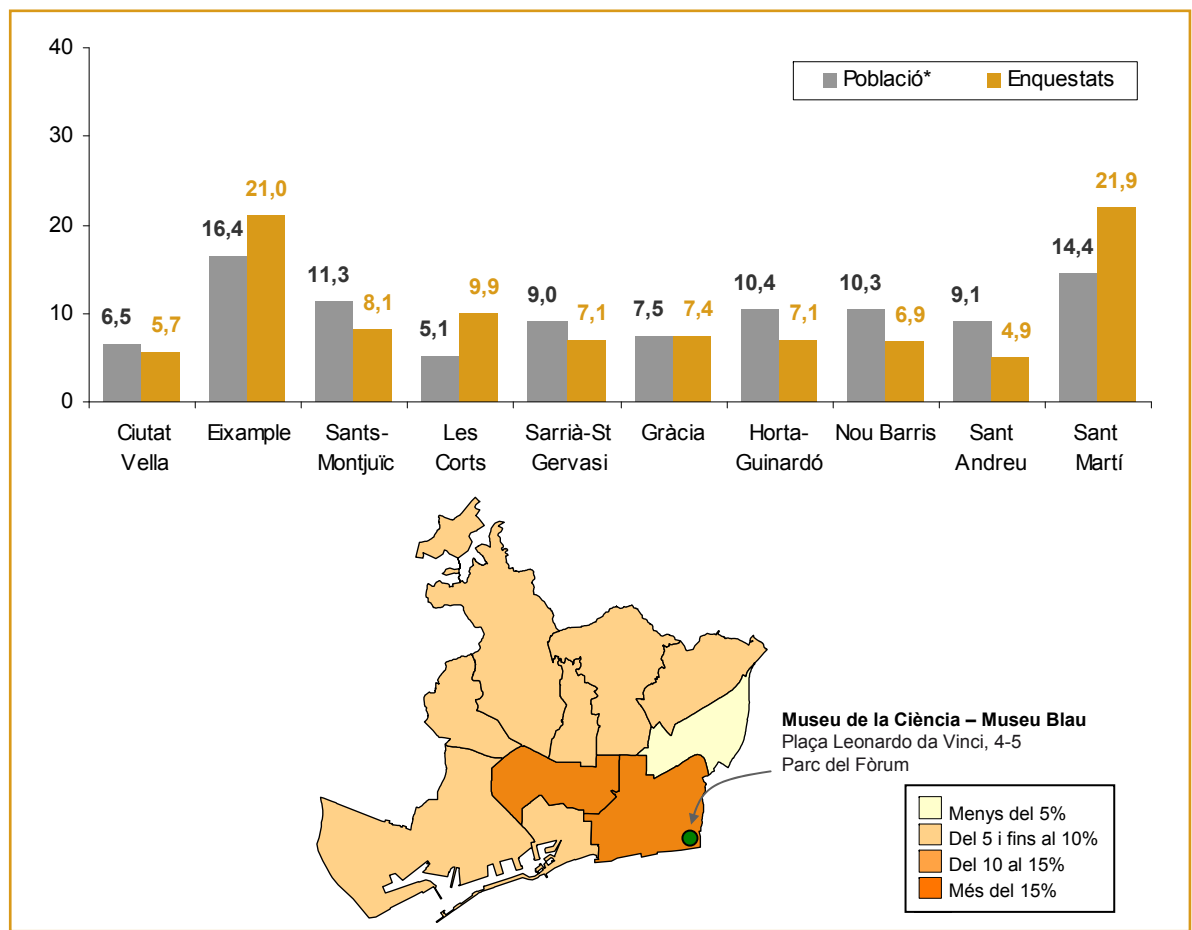 40
30
20
10
0
Població* Enquestats
6,5 5,7
16,4 21,0
11,3 8,1
5,1 9,9
9,0 7,1
7,5 7,4
10,4 7,1
10,3 6,9
9,1 4,9
14,4 21,9
Ciutat
Vella
Eixample
Sants-
Montjuïc
Les
Corts
Sarrià-St
Gervasi
Gràcia
Horta-
Guinardó
Nou Barris
Sant
Andreu
Sant
Martí
Museu de la Ciència – Museu Blau
Plaça Leonardo da Vinci, 4-5
Parc del Fòrum
Menys del 5%
Del 5 i fins al 10%
Del 10 al 15%
Més del 15%